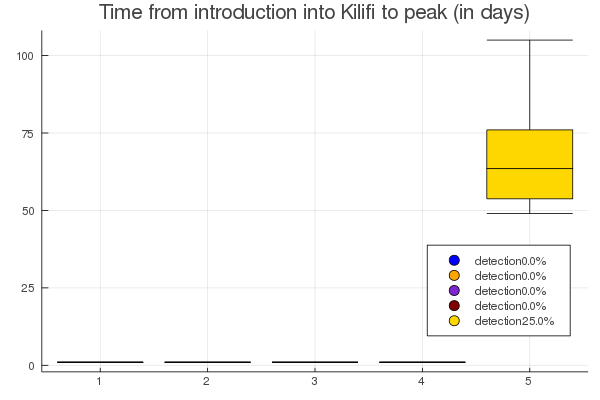 Time from introduction into Kilifi to peak (in days)
100
75
50
25
0
detection0.0%
detection0.0%
detection0.0%
detection0.0%
detection25.0%
1 2 3 4 5